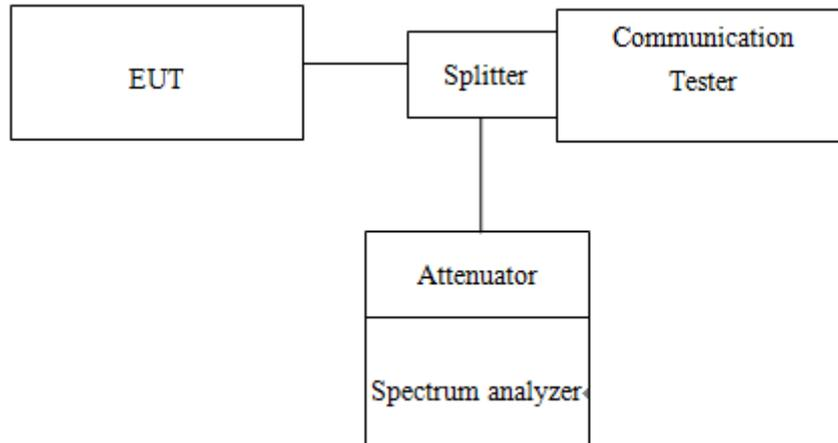 EUT
Splitter
Communication
Tester
Attenuator
Spectrum analyzer